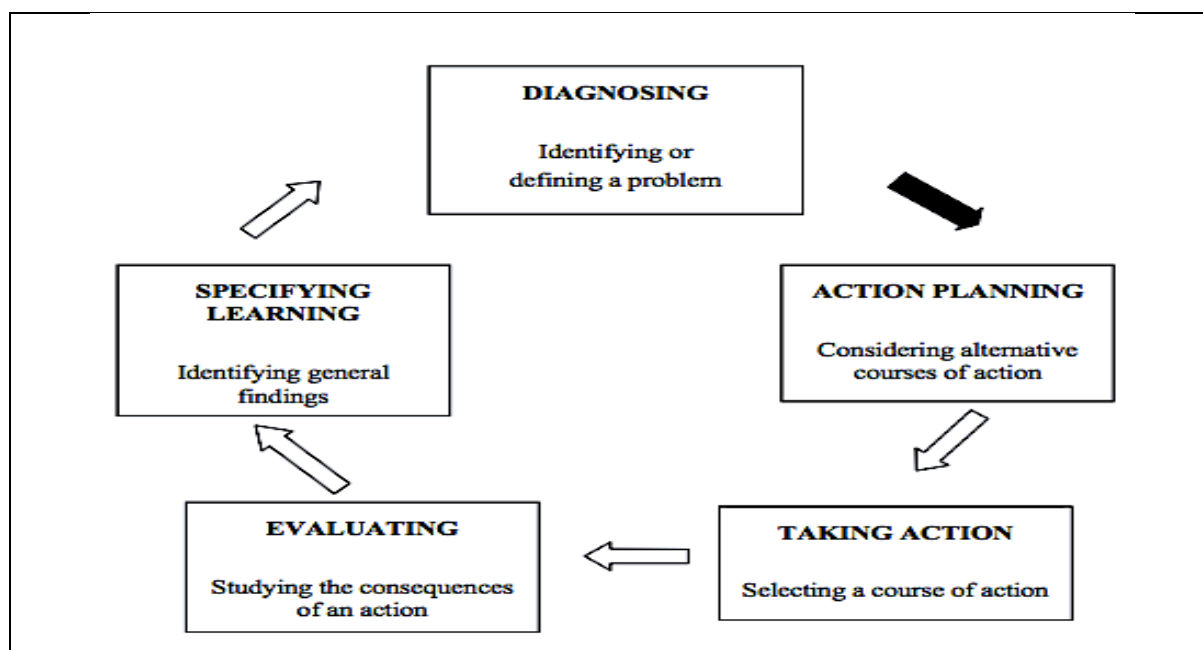 DIAGNOSING
Identifying or
defining a problem
ACTION PLANNING
Considering alternative
courses of action
TAKING ACTION
Selecting a course of action
EVALUATING
Studying the consequences
of an action
SPECIFYING
LEARNING
Identifying general
findings